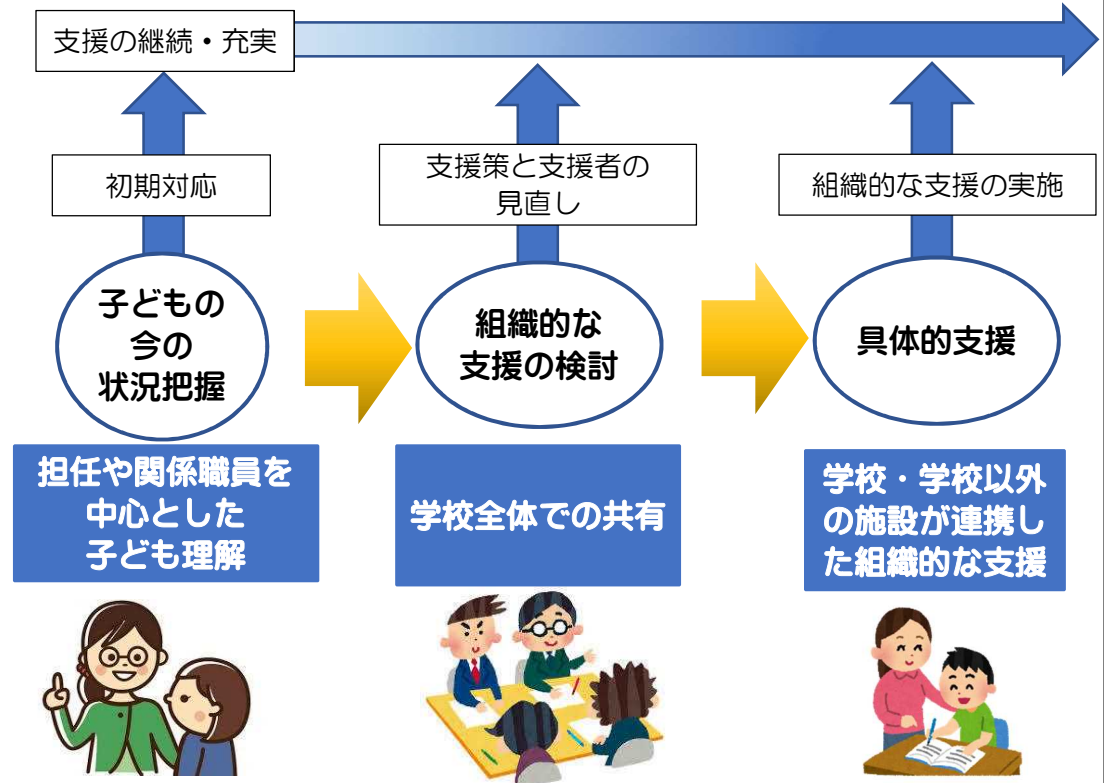 支援の継続・充実
初期対応
支援策と支援者の
見直し
組織的な支援の実施
子どもの
今の
状況把握
組織的な
支援の検討
具体的支援
担任や関係職員を
中心とした
子ども理解
学校全体での共有
学校・学校以外
の施設が連携し
た組織的な支援